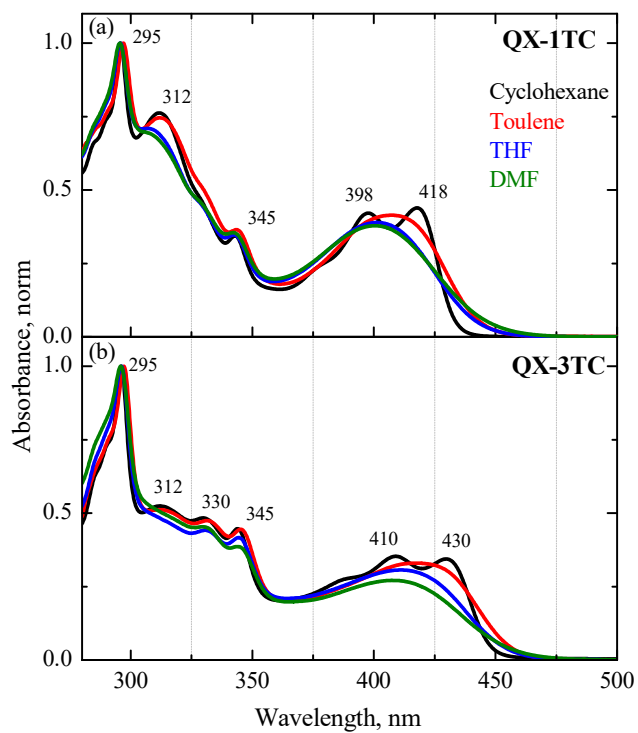 (a)
QX-1TC
295
312
Cyclohexane
Toulene
THF
DMF
398
418
345
1.0
0.5
0.0
(b)
QX-3TC
295
312
330
345
410
430
1.0
0.5
0.0
Absorbance, norm
300
350
400
450
500
Wavelength, nm